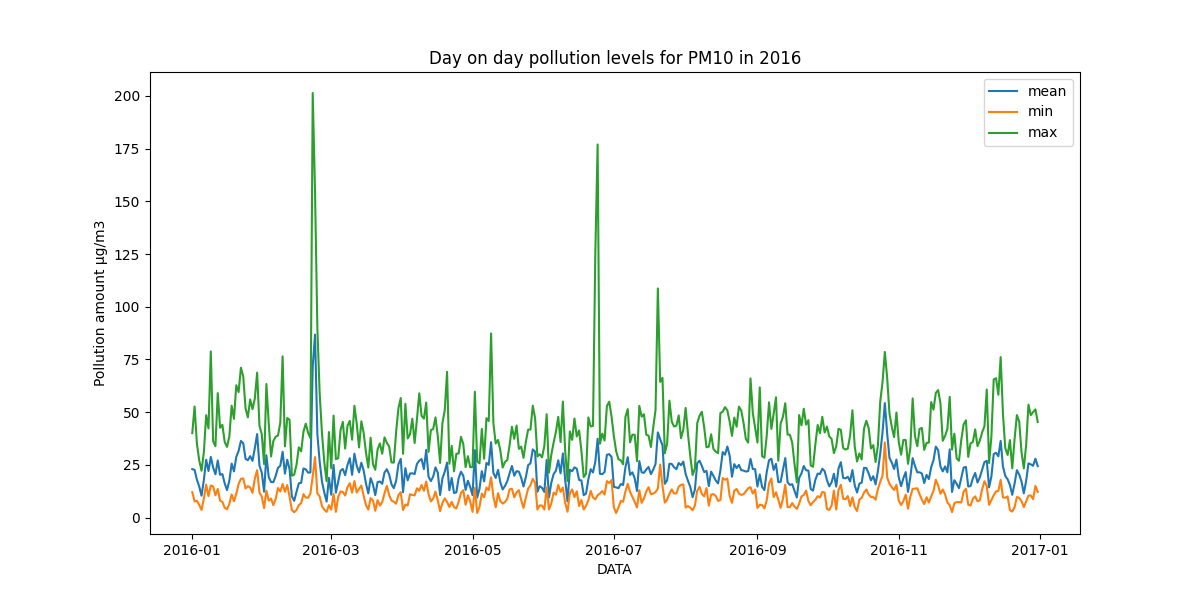 Day on day pollution levels for PM10 in 2016
mean
min
max
Pollution amount µg/m3
200
175
150
125
100
75
50
25
0
2016-01
2016-03
2016-05
2016-07
2016-09
2016-11
2017-01
DATA